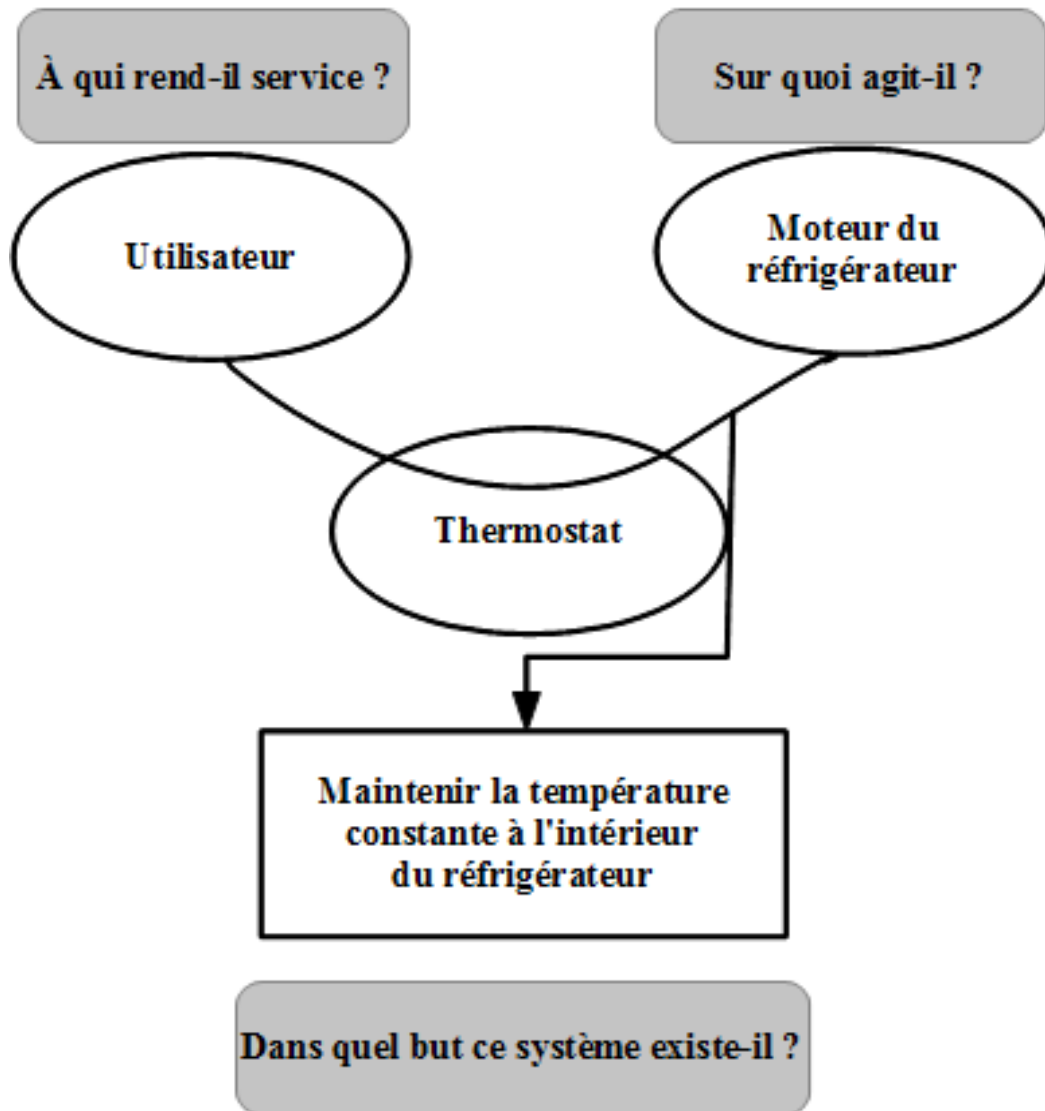 À qui rend-il service ?
Sur quoi agit-il ?
Utilisateur
Moteur du
réfrigérateur
Thermostat
Maintenir la température
constante à l'intérieur
du réfrigérateur
Dans quel but ce système existe-il ?